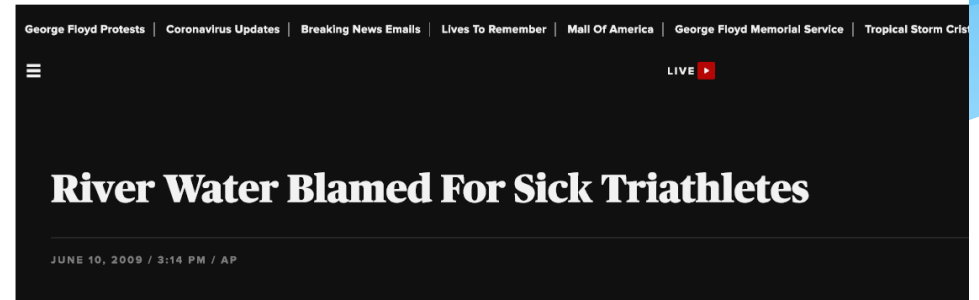 George Floyd Protests | Coronavirus Updates | Breaking News Emails | Lives To Remember | Mall Of America | George Floyd Memorial Service | Tropical Storm
LIVE
River Water Blamed For Sick Triathletes
JUNE 10, 2009 / 3:14 PM / AP